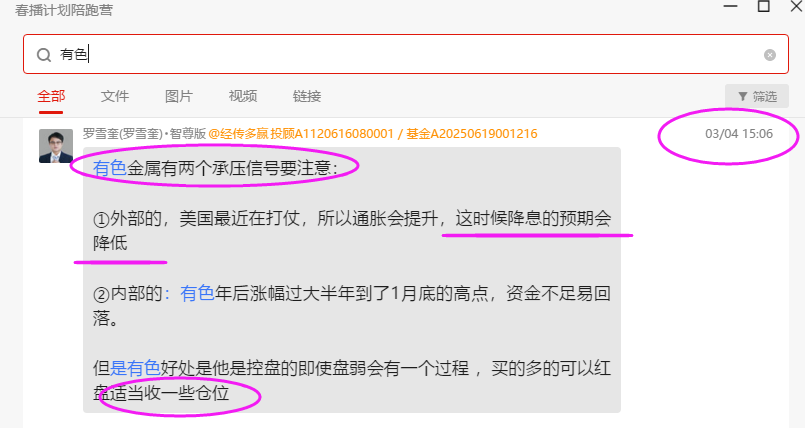 春播计划陪跑营
有色
全部 文件 图片 视频 链接 筛选
罗雪奎(罗雪奎)•智尊版 @经传多赢 投顾A1120616080001 / 基金A20250619001216 03/04 15:06
有色金属有两个承压信号要注意：
①外部的，美国最近在打仗，所以通胀会提升，这时候降息的预期会
降低
②内部的：有色年后涨幅过大半年到了1月底的高点，资金不足易回
落。
但是有色好处是他是控盘的即使盘弱会有一个过程 ，买的多的可以红
盘适当收一些仓位